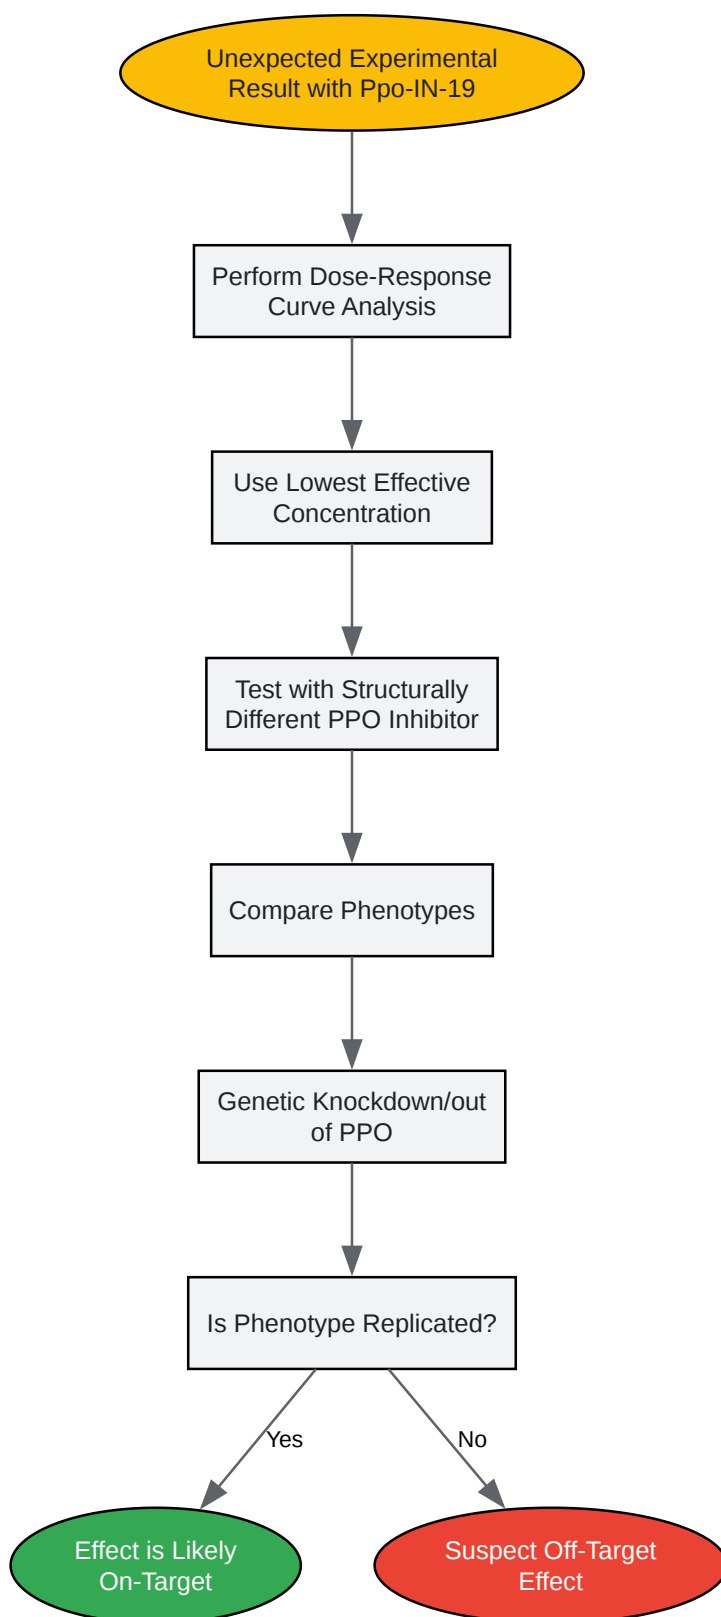 Unexpected Experimental
Result with Ppo-IN-19
Perform Dose-Response
Curve Analysis
Use Lowest Effective
Concentration
Test with Structurally
Different PPO Inhibitor
Compare Phenotypes
Genetic Knockdown/out
of PPO
Is Phenotype Replicated?
Yes
No
Effect is Likely
On-Target
Suspect Off-Target
Effect